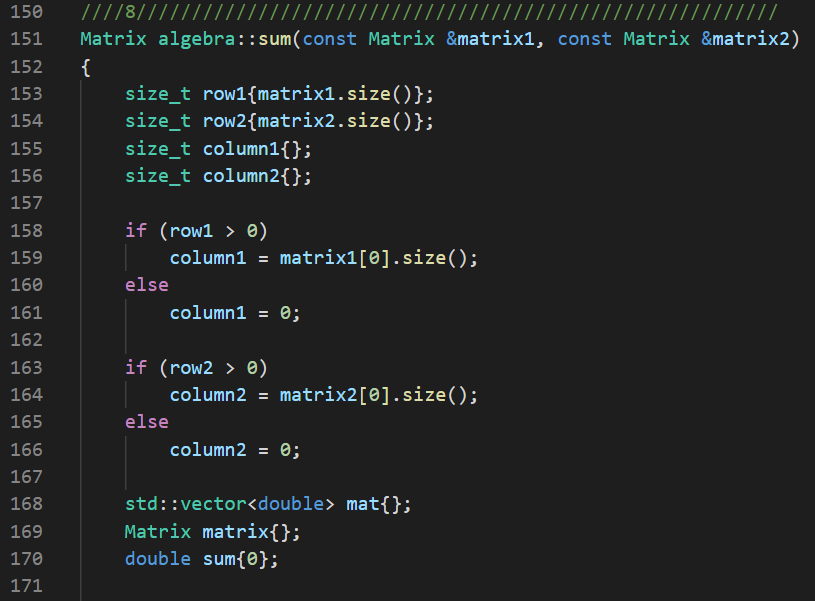 150 ////8//////////////////////////////////////////////////////////
151 Matrix algebra::sum(const Matrix &matrix1, const Matrix &matrix2)
152 {
153     size_t row1{matrix1.size()};
154     size_t row2{matrix2.size()};
155     size_t column1{};
156     size_t column2{};
157
158     if (row1 > 0)
159         column1 = matrix1[0].size();
160     else
161         column1 = 0;
162
163     if (row2 > 0)
164         column2 = matrix2[0].size();
165     else
166         column2 = 0;
167
168     std::vector<double> mat{};
169     Matrix matrix{};
170     double sum{0};
171